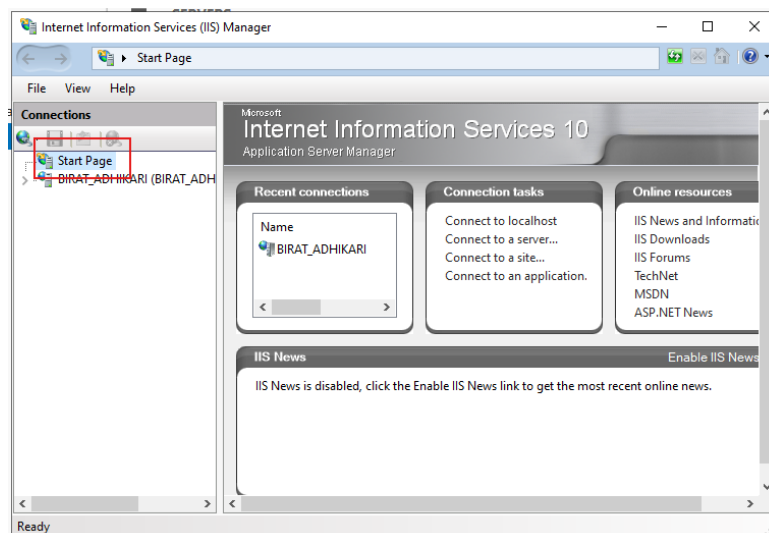 SERVERS
Internet Information Services (IIS) Manager
Start Page
File View Help
Connections
Start Page
BIRAT_ADHIKARI (BIRAT_ADH
Microsoft
Internet Information Services 10
Application Server Manager
Recent connections
Name
BIRAT_ADHIKARI
Connection tasks
Connect to localhost
Connect to a server...
Connect to a site...
Connect to an application.
Online resources
IIS News and Informatio
IIS Downloads
IIS Forums
TechNet
MSDN
ASP.NET News
IIS News
Enable IIS News
IIS News is disabled, click the Enable IIS News link to get the most recent online news.
Ready